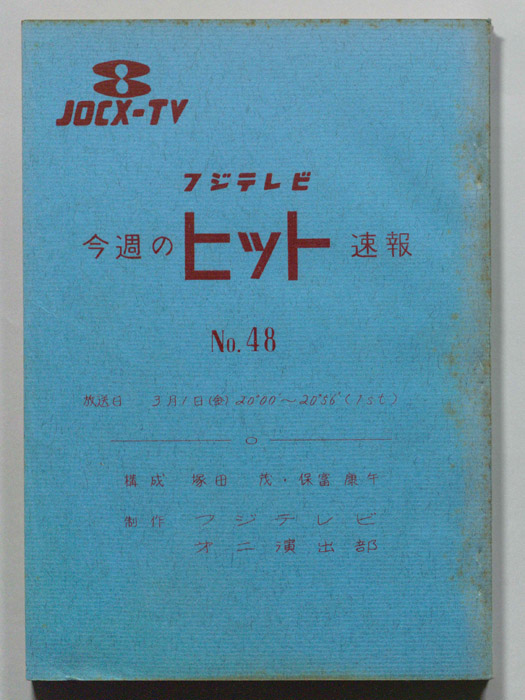 8
JOCX-TV
フジテレビ
今週のヒット速報
No.48
放送日 3月1日(金) 20°00'〜20°56'(1st)
構成 塚田 茂・保富康午
制作 フジテレビ
才二演出部